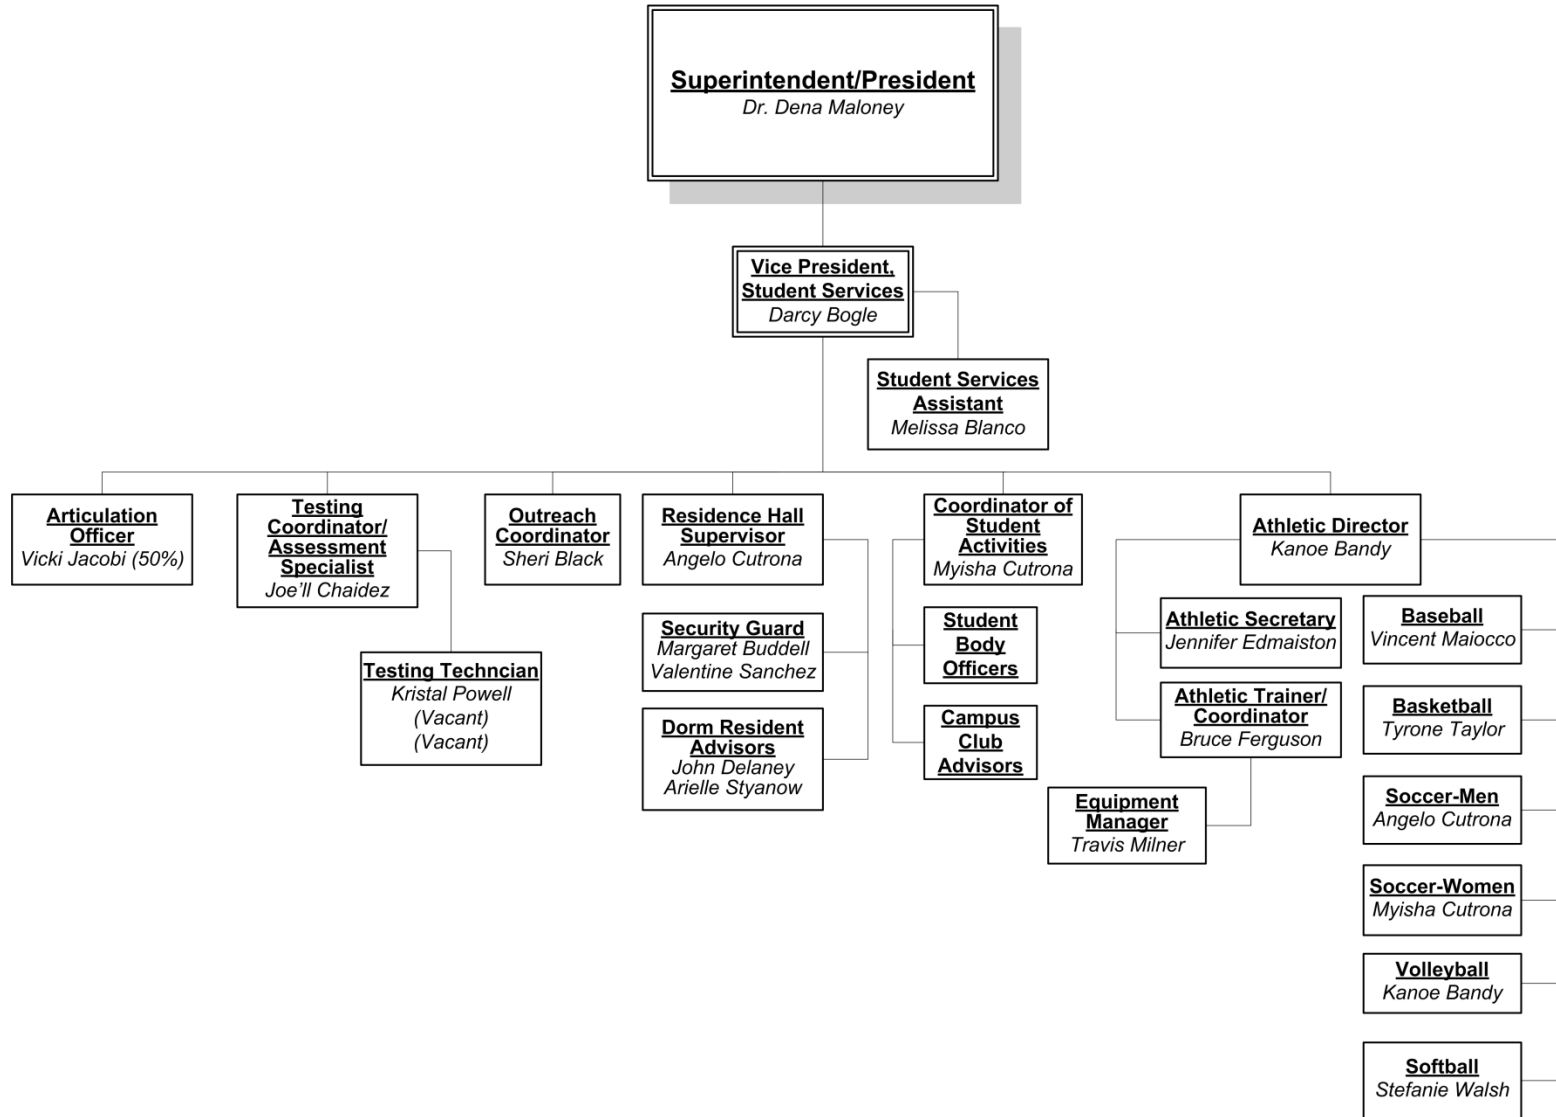 Superintendent/President
Dr. Dena Maloney
Vice President,
Student Services
Darcy Bogle
Student Services
Assistant
Melissa Blanco
Articulation
Officer
Vicki Jacobi (50%)
Testing
Coordinator/
Assessment
Specialist
Joe’ll Chaidez
Testing Techncian
Kristal Powell
(Vacant)
(Vacant)
Outreach
Coordinator
Sheri Black
Residence Hall
Supervisor
Angelo Cutrona
Security Guard
Margaret Buddell
Valentine Sanchez
Dorm Resident
Advisors
John Delaney
Arielle Styanow
Coordinator of
Student
Activities
Myisha Cutrona
Student
Body
Officers
Campus
Club
Advisors
Athletic Director
Kanoe Bandy
Athletic Secretary
Jennifer Edmaiston
Athletic Trainer/
Coordinator
Bruce Ferguson
Equipment
Manager
Travis Milner
Baseball
Vincent Maiocco
Basketball
Tyrone Taylor
Soccer-Men
Angelo Cutrona
Soccer-Women
Myisha Cutrona
Volleyball
Kanoe Bandy
Softball
Stefanie Walsh